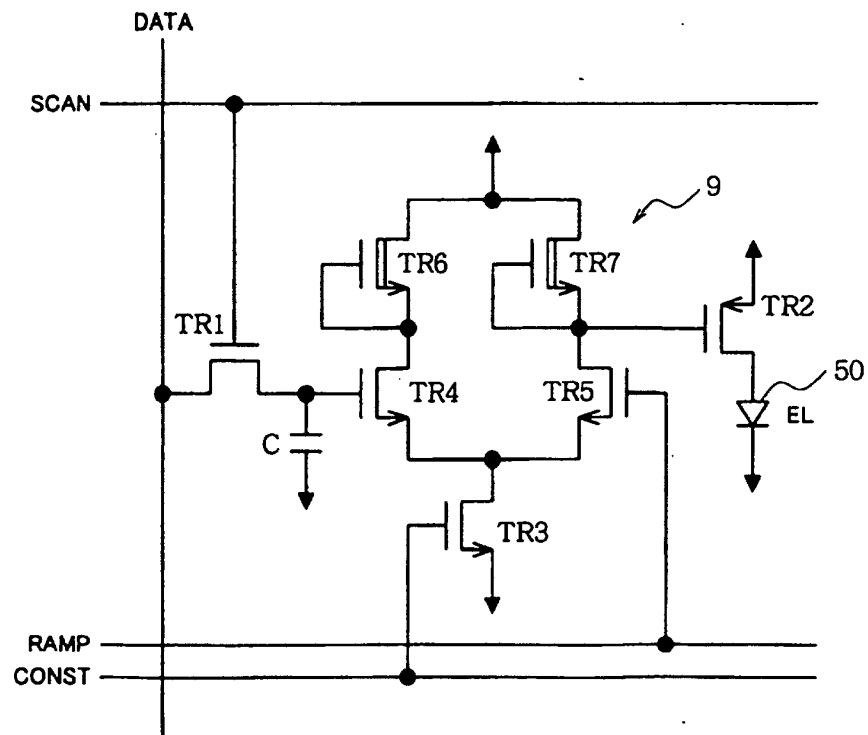 DATA
SCAN
9
TR6
TR7
TR2
TR1
50
TR4
TR5
EL
C
TR3
RAMP
CONST